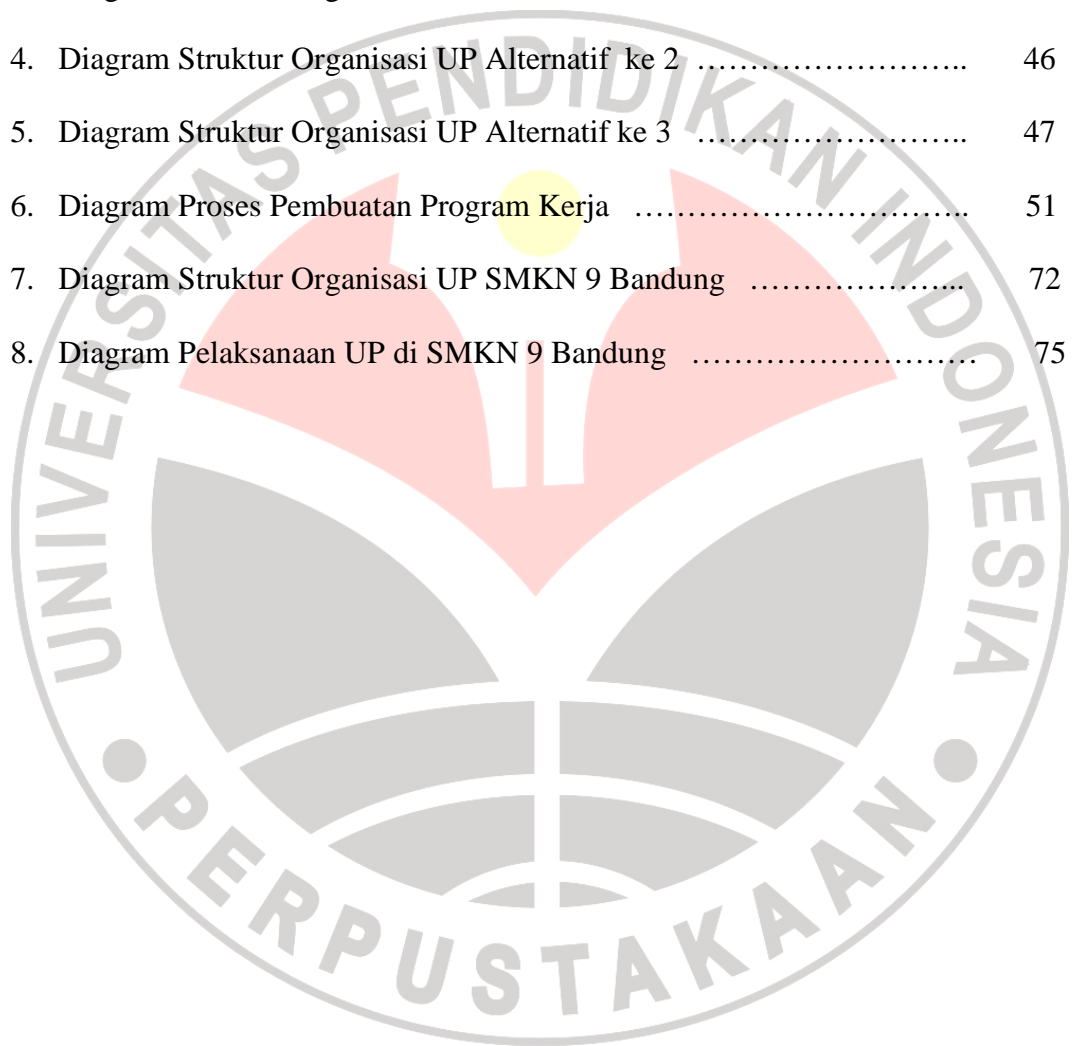 4. Diagram Struktur Organisasi UP Alternatif ke 2 …………………….. 46
5. Diagram Struktur Organisasi UP Alternatif ke 3 …………………….. 47
6. Diagram Proses Pembuatan Program Kerja ………………………….. 51
7. Diagram Struktur Organisasi UP SMKN 9 Bandung ……………….... 72
8. Diagram Pelaksanaan UP di SMKN 9 Bandung ……………………… 75
UNIVERSITAS PENDIDIKAN INDONESIA
PERPUSTAKAAN